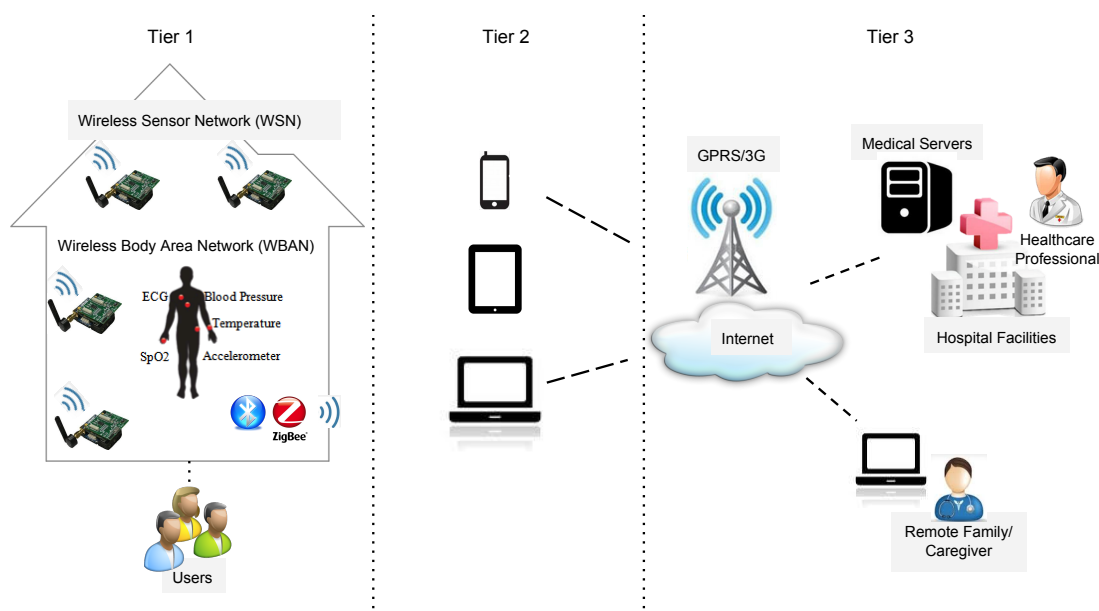 Tier 1
Wireless Sensor Network (WSN)
Wireless Body Area Network (WBAN)
ECG
Blood Pressure
Temperature
SpO2
Accelerometer
ZigBee
Users
Tier 2
Tier 3
GPRS/3G
Internet
Medical Servers
Healthcare
Professional
Hospital Facilities
Remote Family/
Caregiver